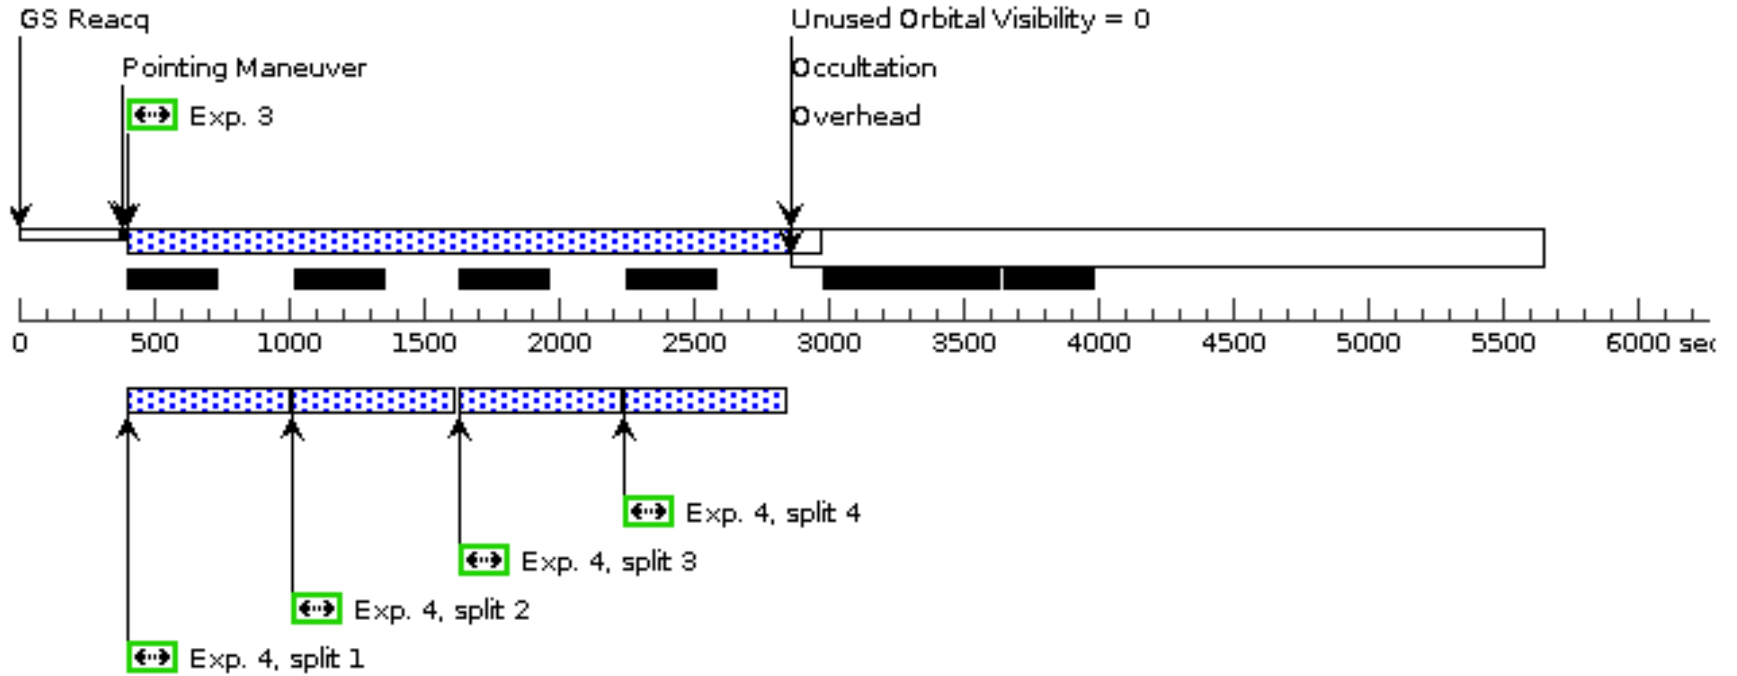 GS Reacq
Unused Orbital Visibility = 0
Pointing Maneuver
Occultation
Exp. 3
Overhead
0 500 1000 1500 2000 2500 3000 3500 4000 4500 5000 5500 6000 sec
Exp. 4, split 4
Exp. 4, split 3
Exp. 4, split 2
Exp. 4, split 1